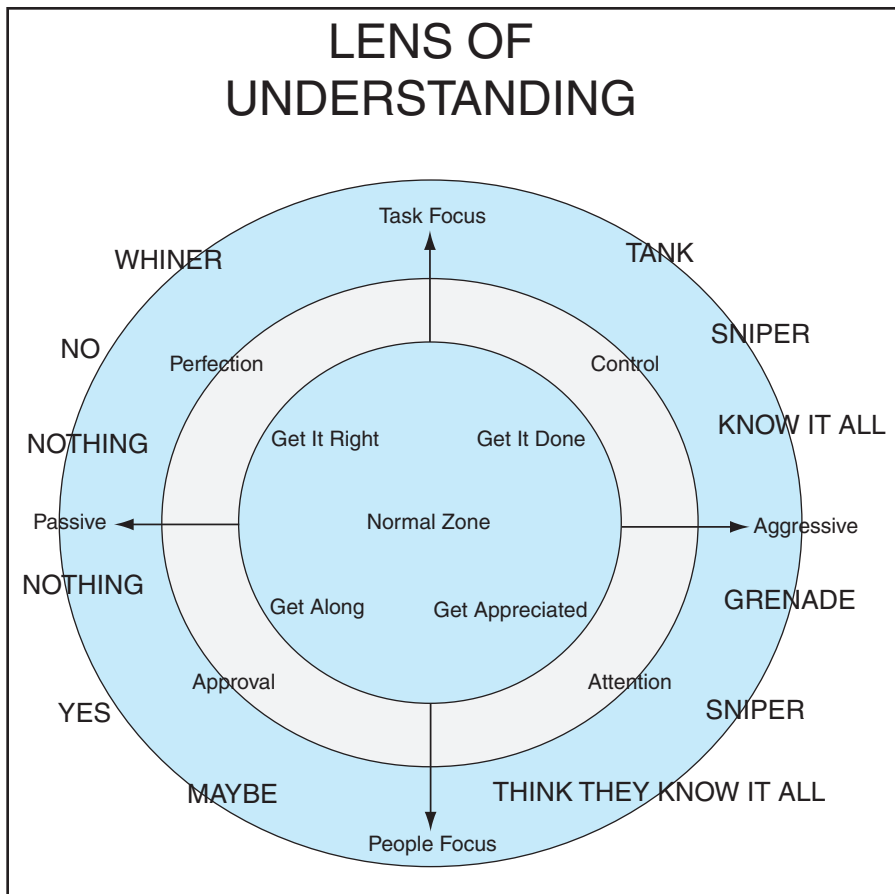 LENS OF
UNDERSTANDING
Task Focus
WHINER
TANK
SNIPER
NO
Perfection
Control
KNOW IT ALL
NOTHING
Get It Right
Get It Done
Passive
Normal Zone
Aggressive
NOTHING
GRENADE
Get Along
Get Appreciated
Approval
Attention
YES
SNIPER
MAYBE
THINK THEY KNOW IT ALL
People Focus